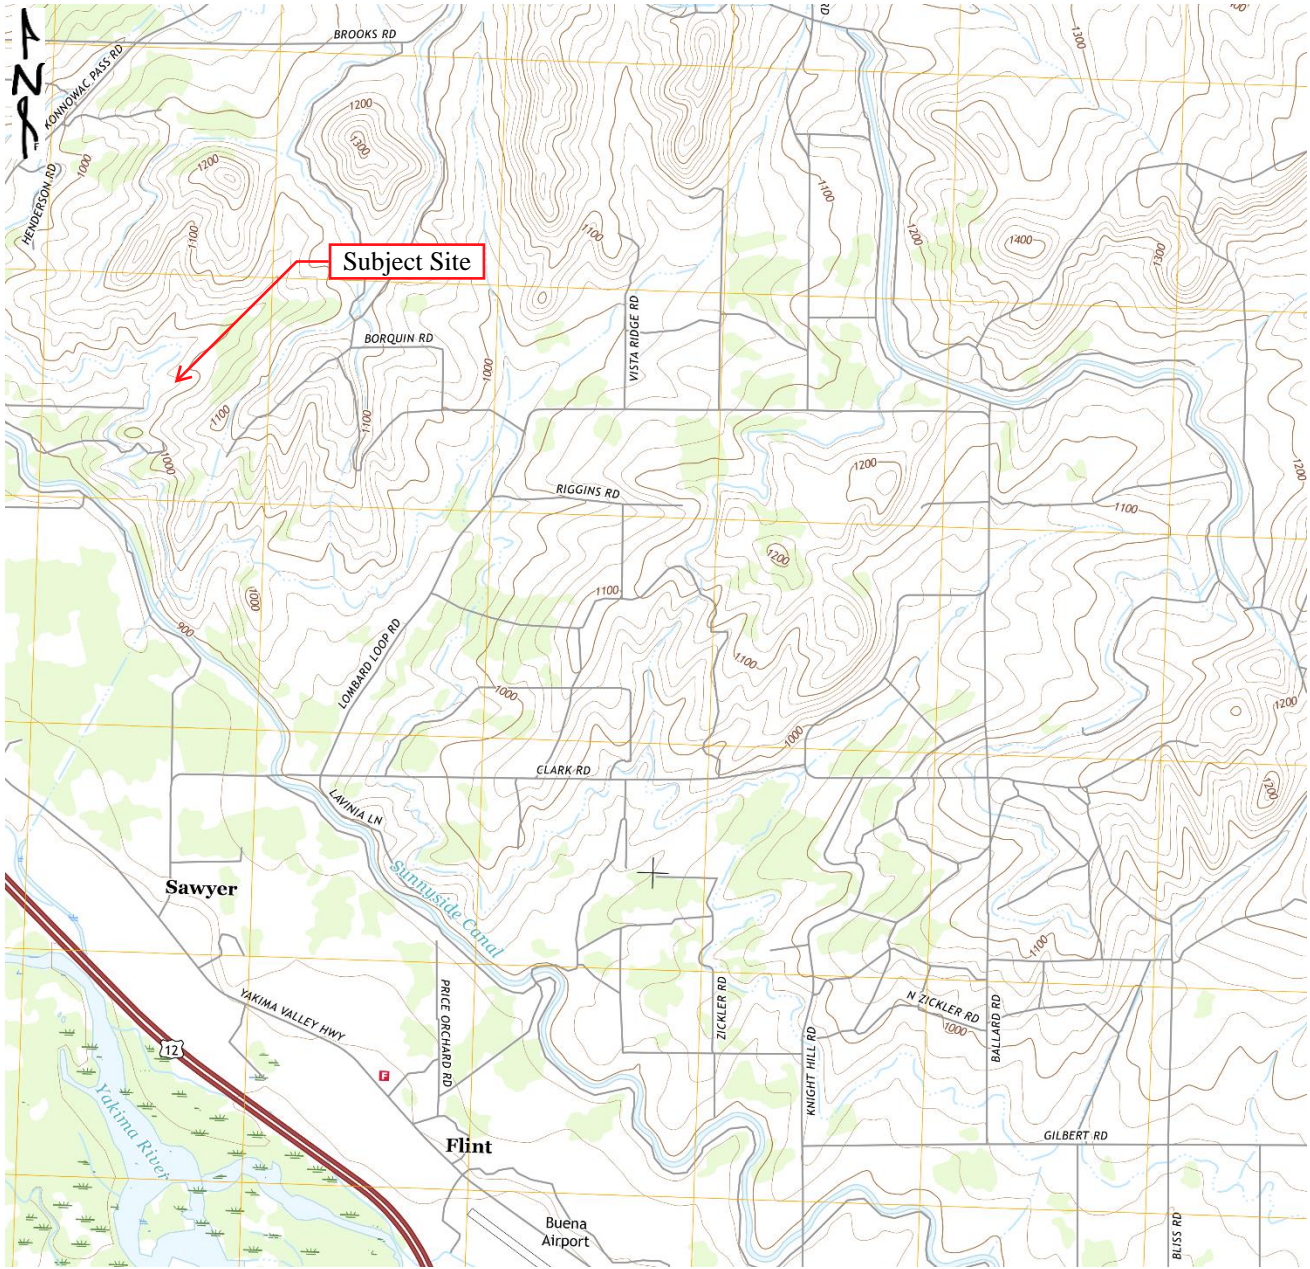 BROOKS RD
RD
1300
KONNOWAC PASS RD
N
F
1200
1300
1000
1200
HENDERSON RD
1100
1100
1100
1200
1400
1300
Subject Site
VISTA RIDGE RD
BORQUIN RD
1000
1100
1100
1000
1200
1200
RIGGINS RD
1100
1200
1100
1000
900
LOMBARD LOOP RD
1100
1000
1200
1000
CLARK RD
1200
LAVINIA LN
Sunnyside Canal
Sawyer
1100
PRICE ORCHARD RD
ZICKLER RD
N ZICKLER RD
1000
BALLARD RD
YAKIMA VALLEY HWY
KNIGHT HILL RD
12
F
Yakima River
Flint
GILBERT RD
Buena
Airport
BLISS RD